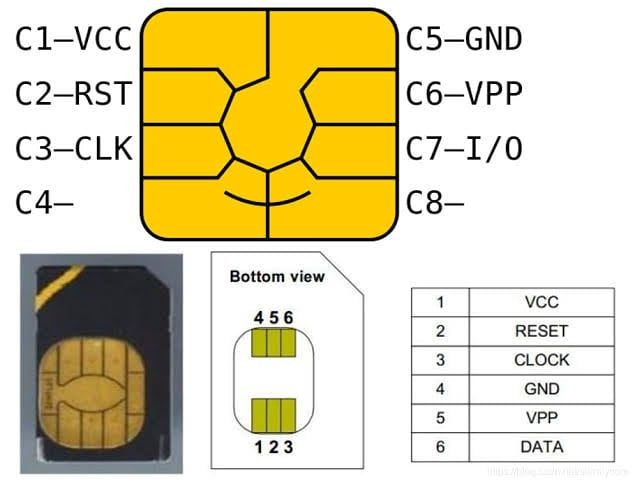 C1–VCC
C5–GND
C2–RST
C6–VPP
C3–CLK
C7–I/O
C4–
C8–
Bottom view
4 5 6
1 2 3
1 VCC
2 RESET
3 CLOCK
4 GND
5 VPP
6 DATA